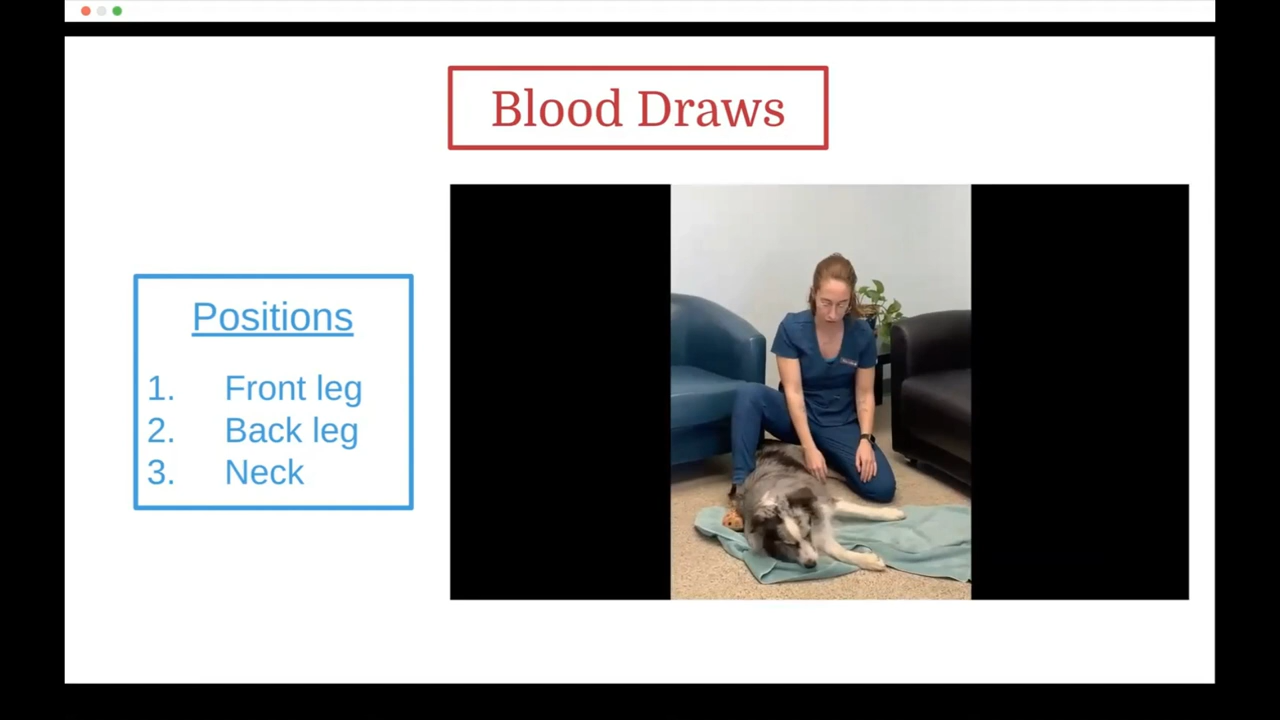 Blood Draws
Positions
1. Front leg
2. Back leg
3. Neck